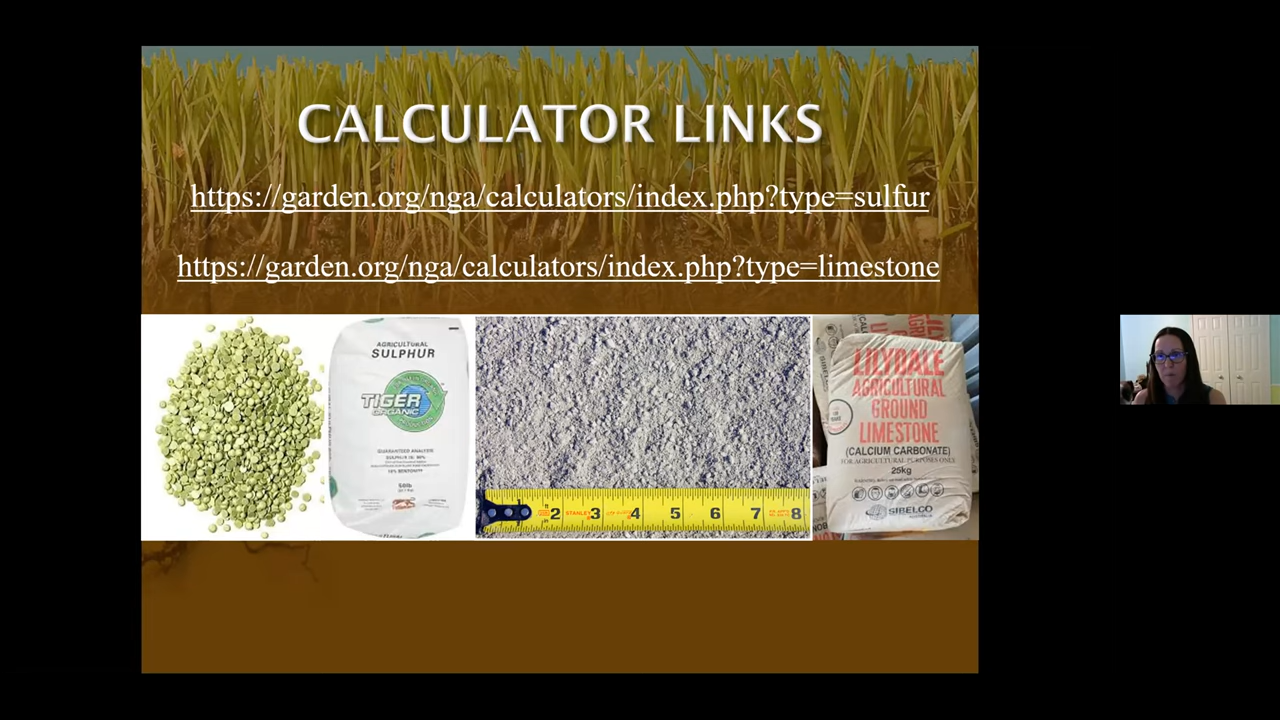 CALCULATOR LINKS
https://garden.org/nga/calculators/index.php?type=sulfur
https://garden.org/nga/calculators/index.php?type=limestone
AGRICULTURAL
SULPHUR
TIGER
ORGANIC
GUARANTEED ANALYSIS
50lb
STANLEY
2 3 4 5 6 7 8
LILYDALE
AGRICULTURAL
GROUND
LIMESTONE
(CALCIUM CARBONATE)
FOR AGRICULTURAL PURPOSES ONLY
25kg
SIBELCO
AUSTRALIA